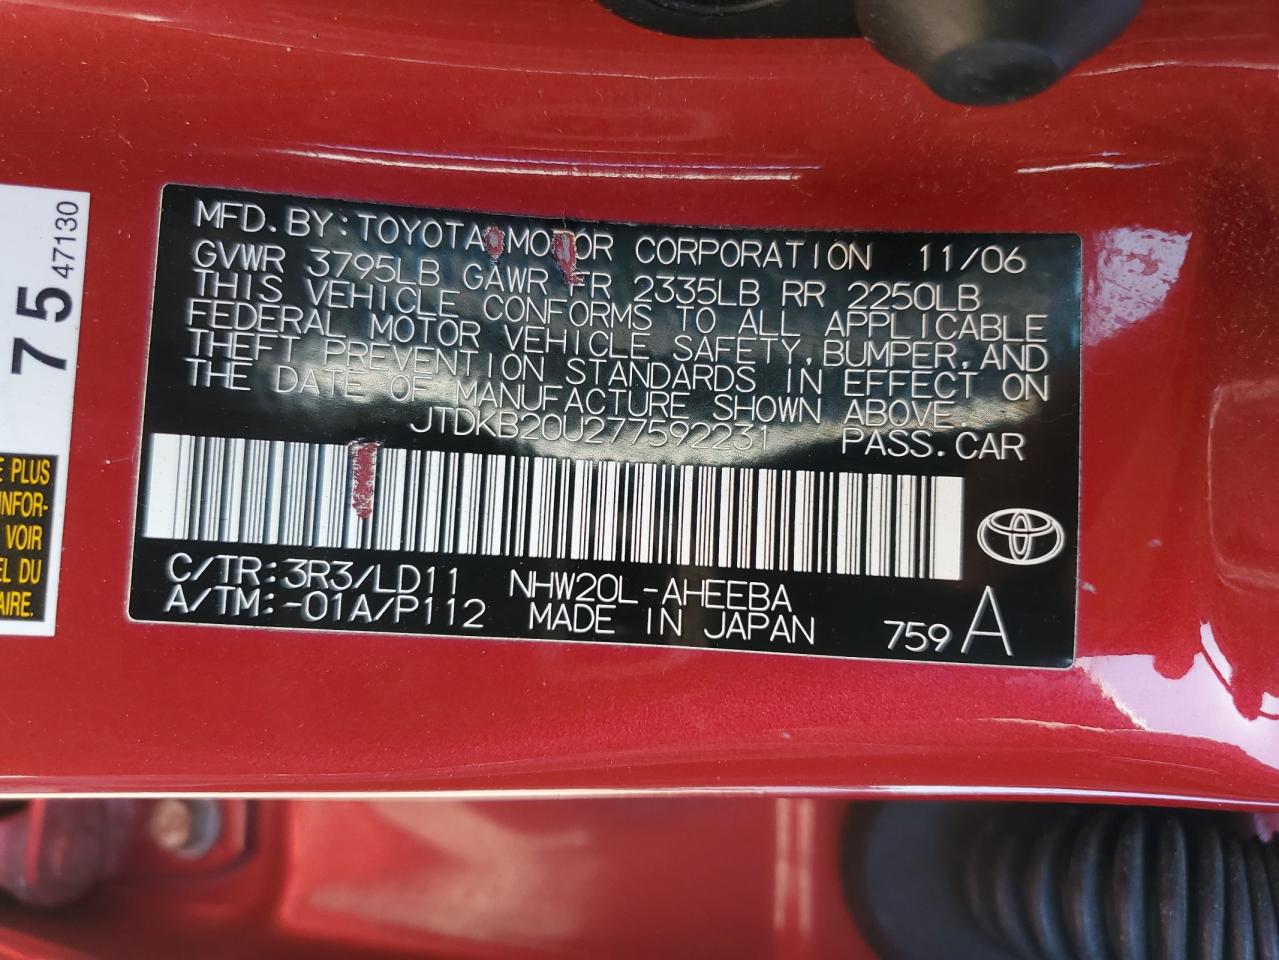 MFD. BY: TOYOTA MOTOR CORPORATION 11/06
GVWR 3795LB GAWR FR 2335LB RR 2250LB
THIS VEHICLE CONFORMS TO ALL APPLICABLE
FEDERAL MOTOR VEHICLE SAFETY, BUMPER, AND
THEFT PREVENTION STANDARDS IN EFFECT ON
THE DATE OF MANUFACTURE SHOWN ABOVE.
JTDKB20U277592231 PASS. CAR
C/TR: 3R3/LD11 NHW20L-AHEEBA
A/TM: -01A/P112 MADE IN JAPAN 759 A
75 47130
E PLUS
INFOR-
VOIR
EL DU
AIRE.